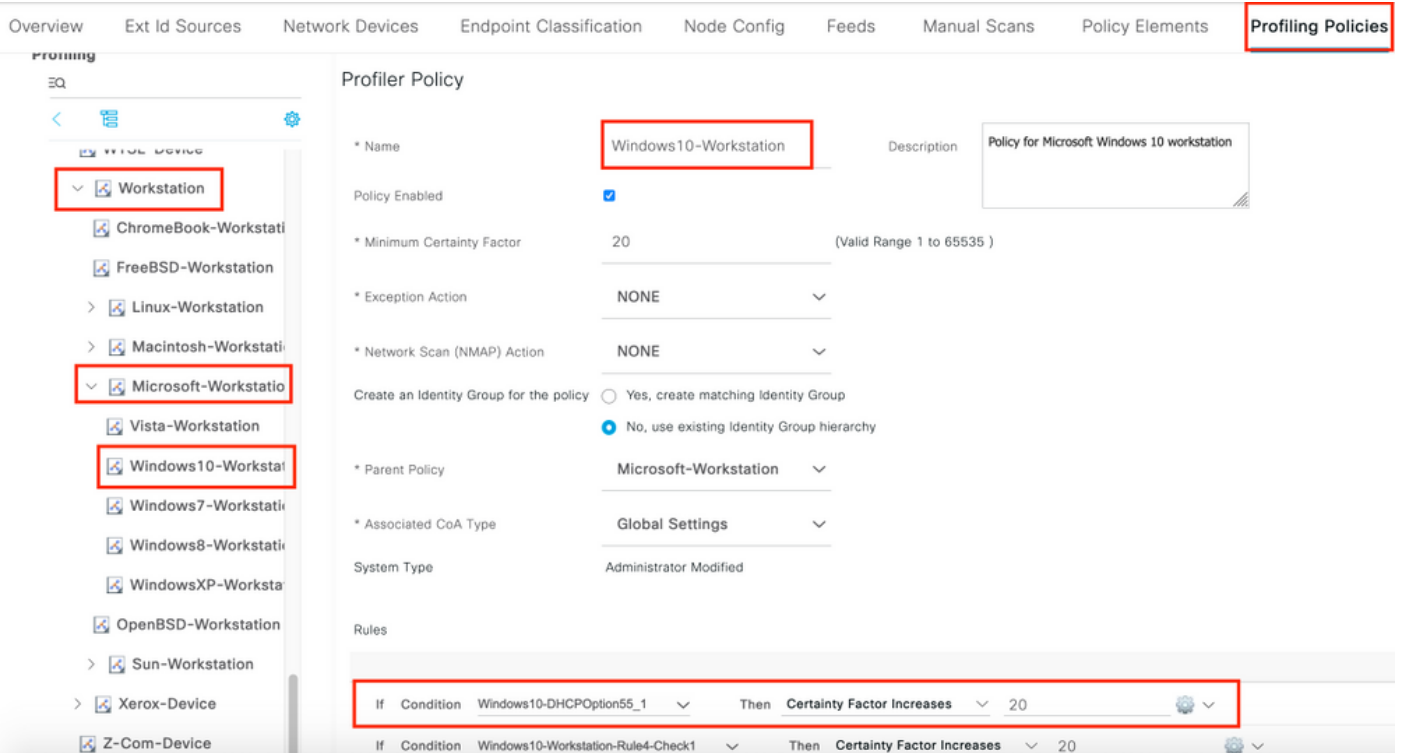 Overview Ext Id Sources Network Devices Endpoint Classification Node Config Feeds Manual Scans Policy Elements Profiling Policies
Profiling
Profiler Policy
* Name Windows10-Workstation Description Policy for Microsoft Windows 10 workstation
Policy Enabled
* Minimum Certainty Factor 20 (Valid Range 1 to 65535 )
* Exception Action NONE
* Network Scan (NMAP) Action NONE
Create an Identity Group for the policy Yes, create matching Identity Group
No, use existing Identity Group hierarchy
* Parent Policy Microsoft-Workstation
* Associated CoA Type Global Settings
System Type Administrator Modified
Rules
If Condition Windows10-DHCPOption55_1 Then Certainty Factor Increases 20
If Condition Windows10-Workstation-Rule4-Check1 Then Certainty Factor Increases 20
WYSE-Device
Workstation
ChromeBook-Workstati
FreeBSD-Workstation
Linux-Workstation
Macintosh-Workstati
Microsoft-Workstatio
Vista-Workstation
Windows10-Workstat
Windows7-Workstati
Windows8-Workstati
WindowsXP-Worksta
OpenBSD-Workstation
Sun-Workstation
Xerox-Device
Z-Com-Device